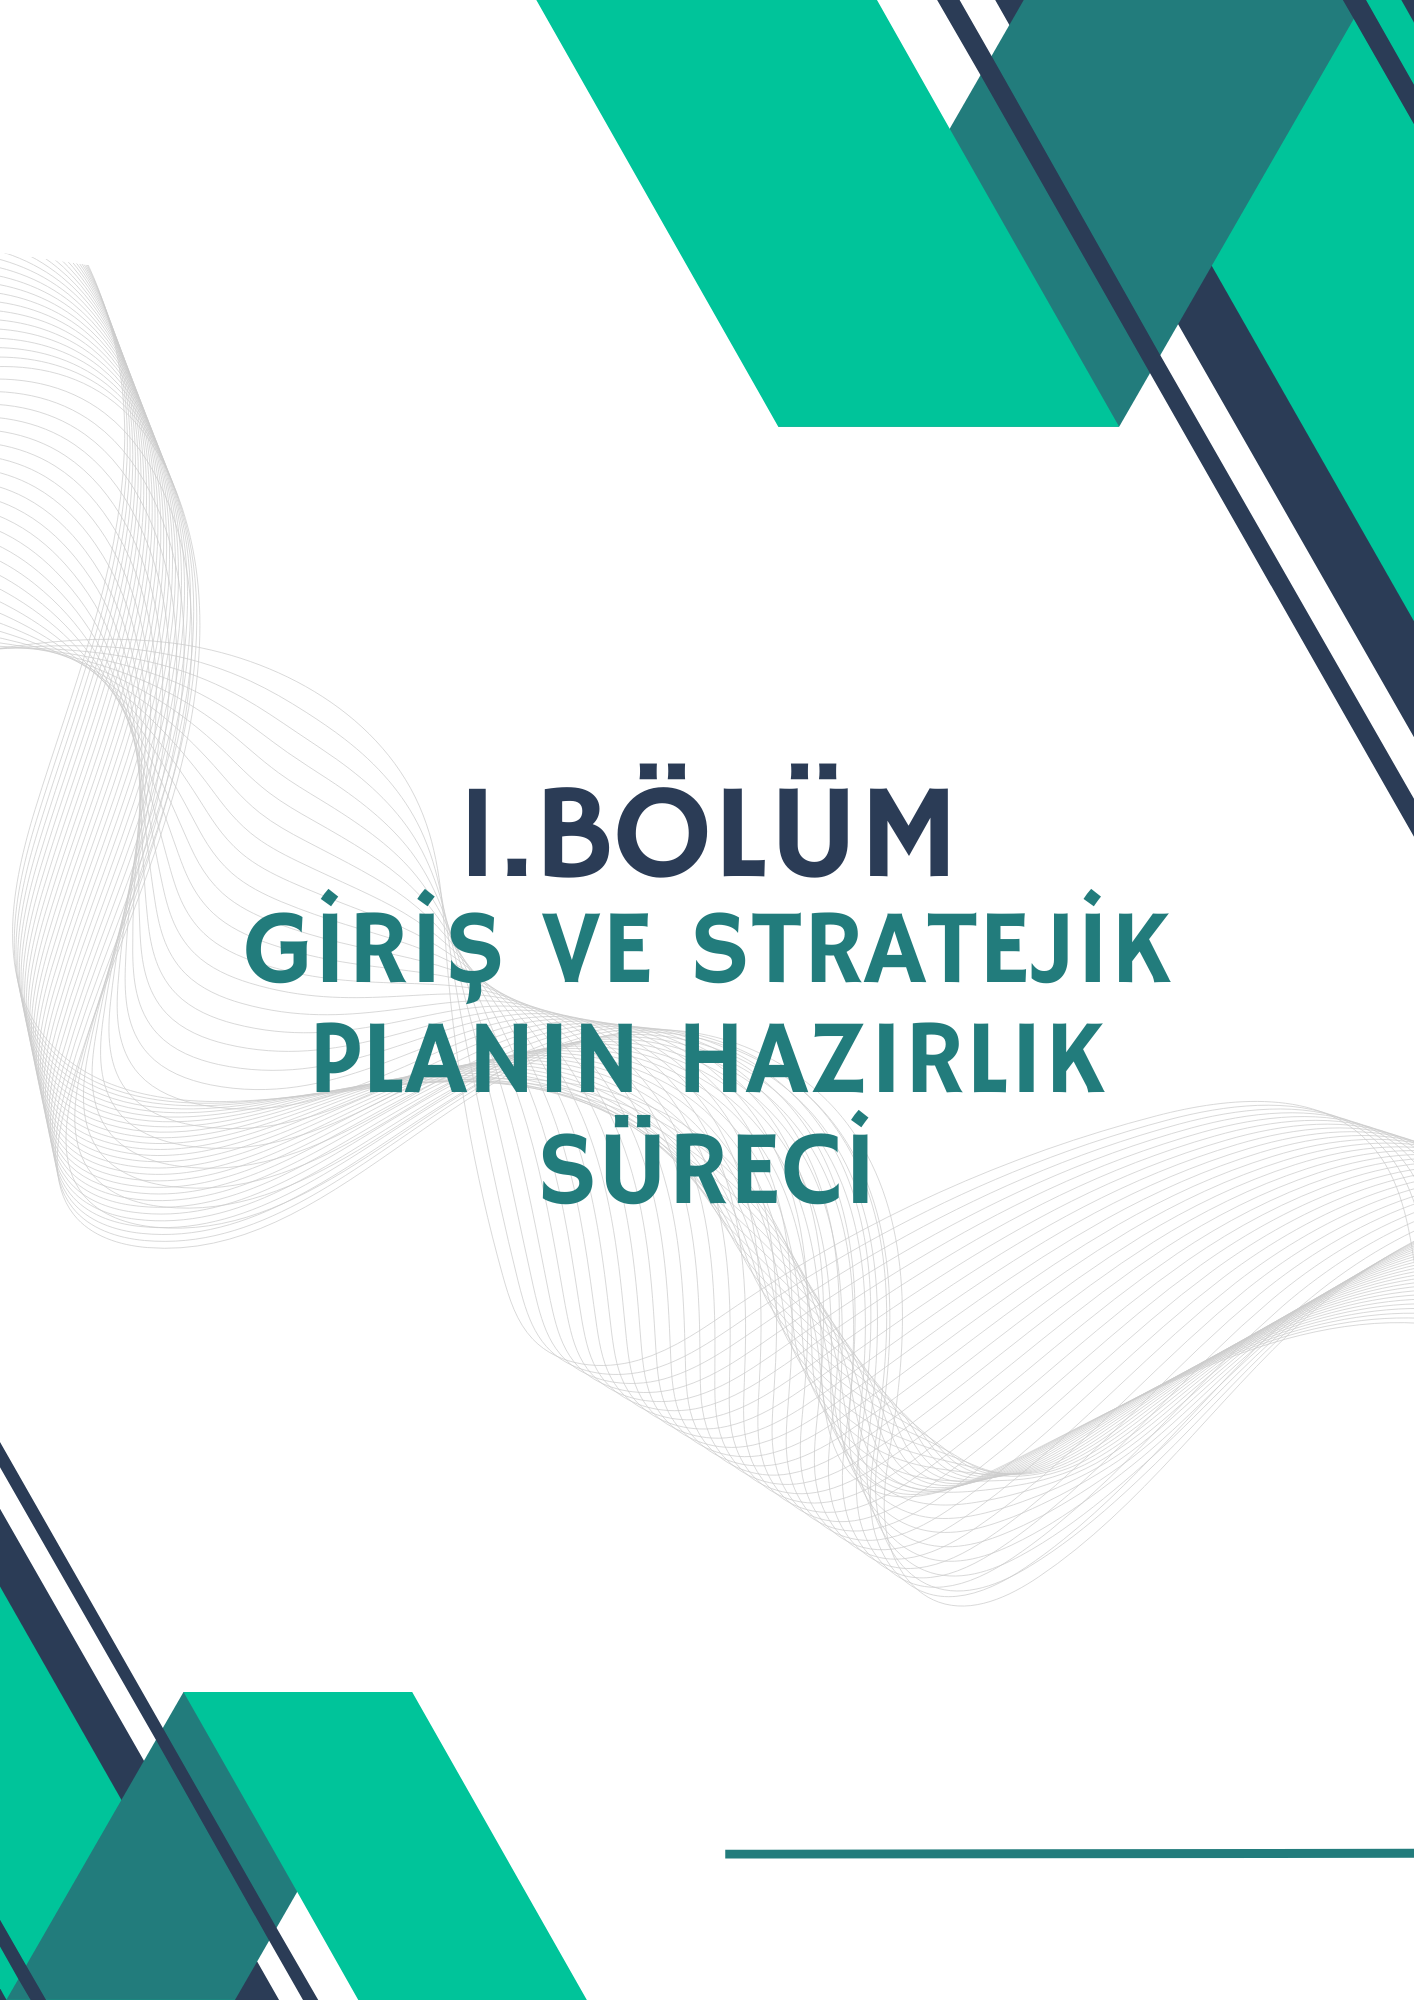 I.BÖLÜM
GİRİŞ VE STRATEJİK
PLANIN HAZIRLIK
SÜRECİ